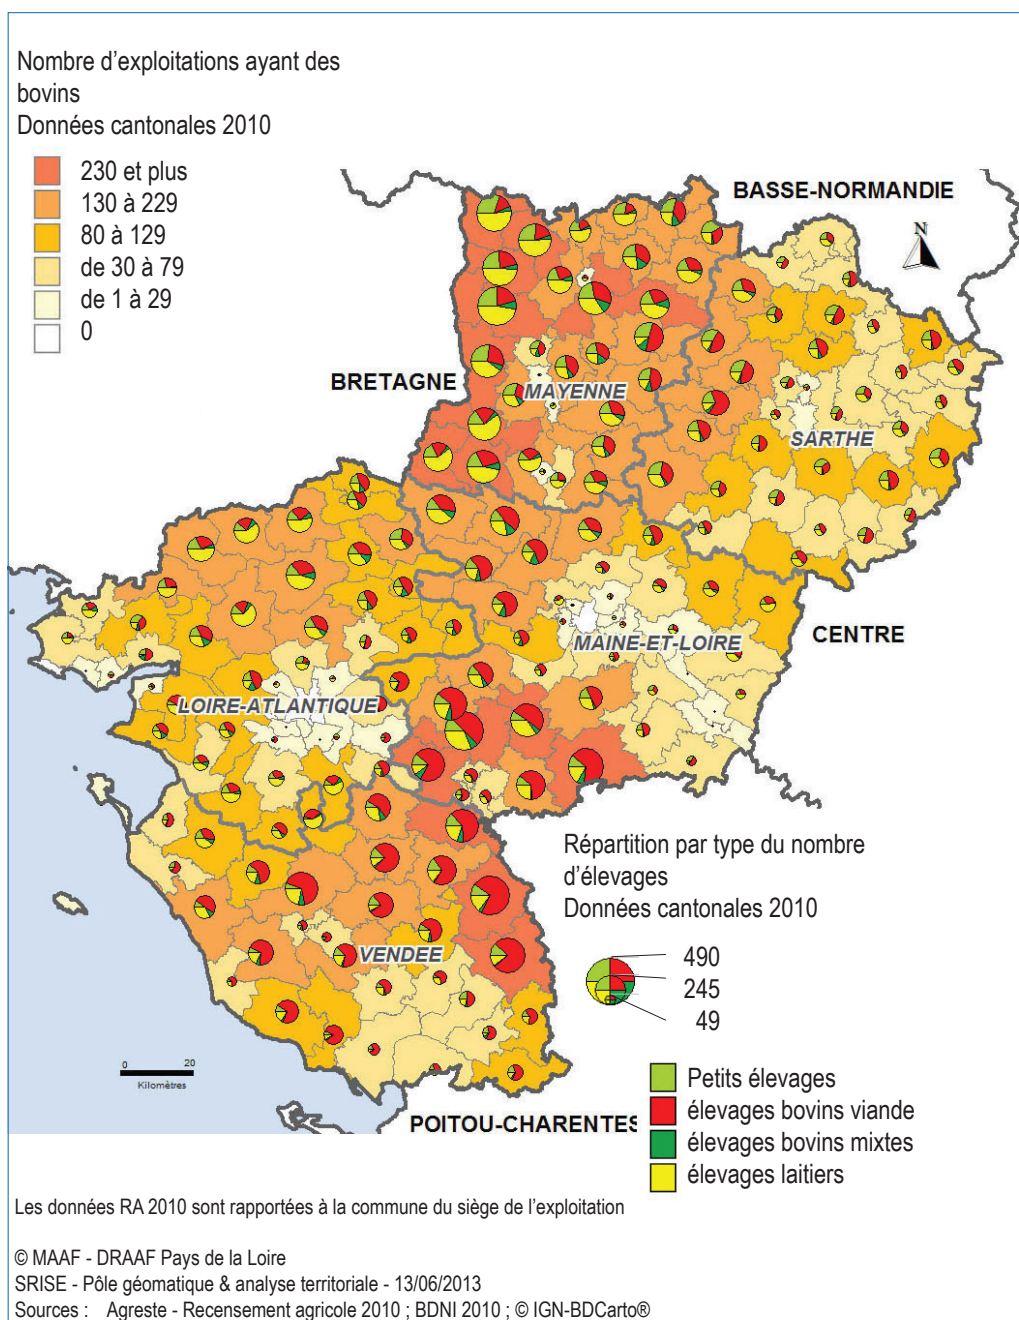 Nombre d'exploitations ayant des
bovins
Données cantonales 2010
230 et plus
130 à 229
80 à 129
de 30 à 79
de 1 à 29
0
BASSE-NORMANDIE
N
BRETAGNE
MAYENNE
SARTHE
CENTRE
MAINE-ET-LOIRE
LOIRE-ATLANTIQUE
VENDEE
POITOU-CHARENTES
0 20
Kilomètres
Répartition par type du nombre
d'élevages
Données cantonales 2010
490
245
49
Petits élevages
élevages bovins viande
élevages bovins mixtes
élevages laitiers
Les données RA 2010 sont rapportées à la commune du siège de l'exploitation
© MAAF - DRAAF Pays de la Loire
SRISE - Pôle géomatique & analyse territoriale - 13/06/2013
Sources : Agreste - Recensement agricole 2010 ; BDNI 2010 ; © IGN-BDCarto®